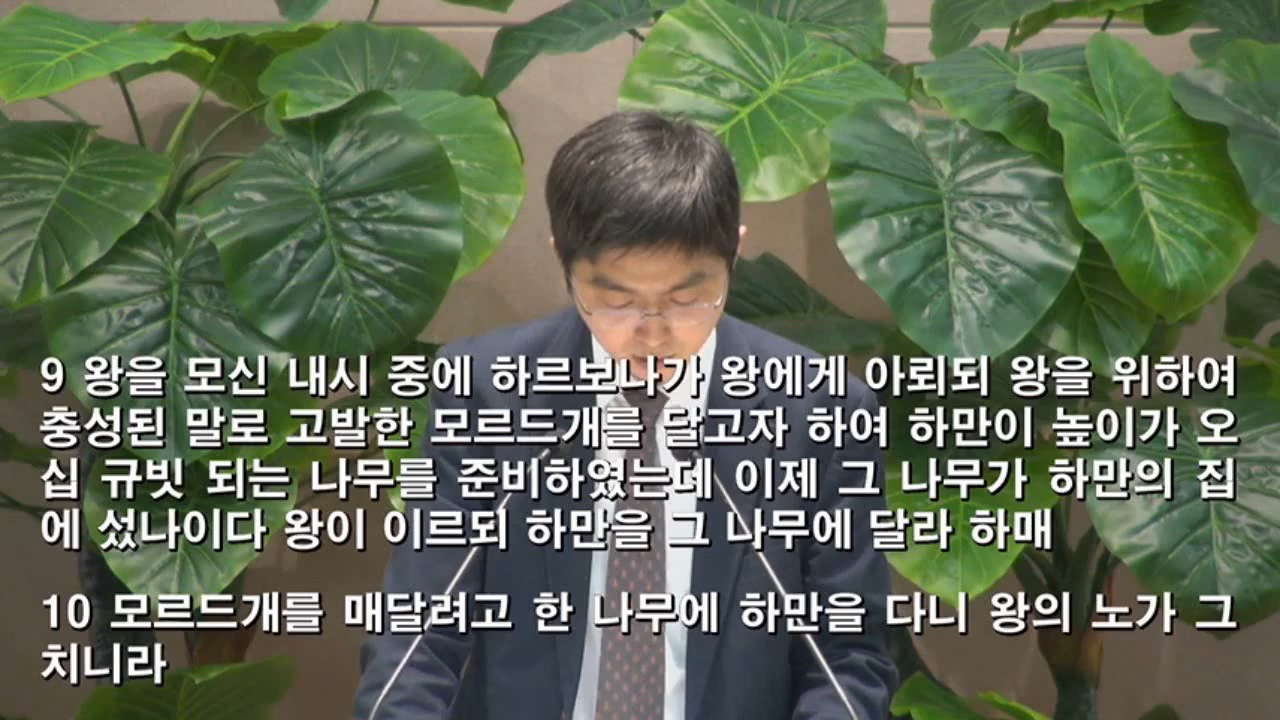 9 왕을 모신 내시 중에 하르보나가 왕에게 아뢰되 왕을 위하여
충성된 말로 고발한 모르드개를 달고자 하여 하만이 높이가 오
십 규빗 되는 나무를 준비하였는데 이제 그 나무가 하만의 집
에 섰나이다 왕이 이르되 하만을 그 나무에 달라 하매
10 모르드개를 매달려고 한 나무에 하만을 다니 왕의 노가 그
치니라